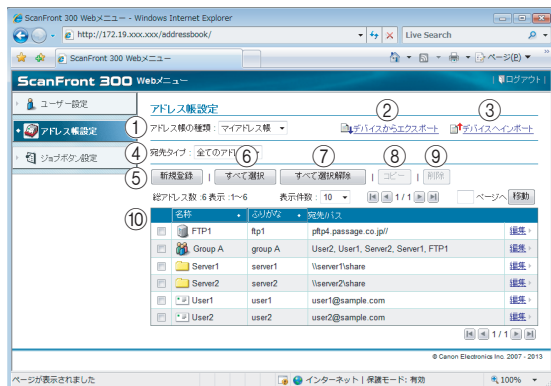 ScanFront 300 Webメニュー - Windows Internet Explorer
http://172.19.xxx.xxx/addressbook/
Live Search
ScanFront 300 Webメニュー
ページ(P)
ScanFront 300 Webメニュー
ログアウト
ユーザー設定
アドレス帳設定
ジョブボタン設定
アドレス帳設定
② ③
① アドレス帳の種類: マイアドレス帳 デバイスからエクスポート デバイスへインポート
④ 宛先タイプ: 全てのアド
⑥ ⑦ ⑧ ⑨
⑤ 新規登録 | すべて選択 | すべて選択解除 | コピー | 削除
総アドレス数:6 表示:1~6 表示件数: 10 1 / 1 ページへ 移動
⑩ 名称 ふりがな 宛先/パス
FTP1 ftp1 pftp4.passage.co.jp// 編集
Group A group A User2, User1, Server2, Server1, FTP1 編集
Server1 server1 \\server1\share 編集
Server2 server2 \\server2\share 編集
User1 user1 user1@sample.com 編集
User2 user2 user2@sample.com 編集
1 / 1
© Canon Electronics Inc. 2007 - 2013
ページが表示されました インターネット | 保護モード: 有効 100%